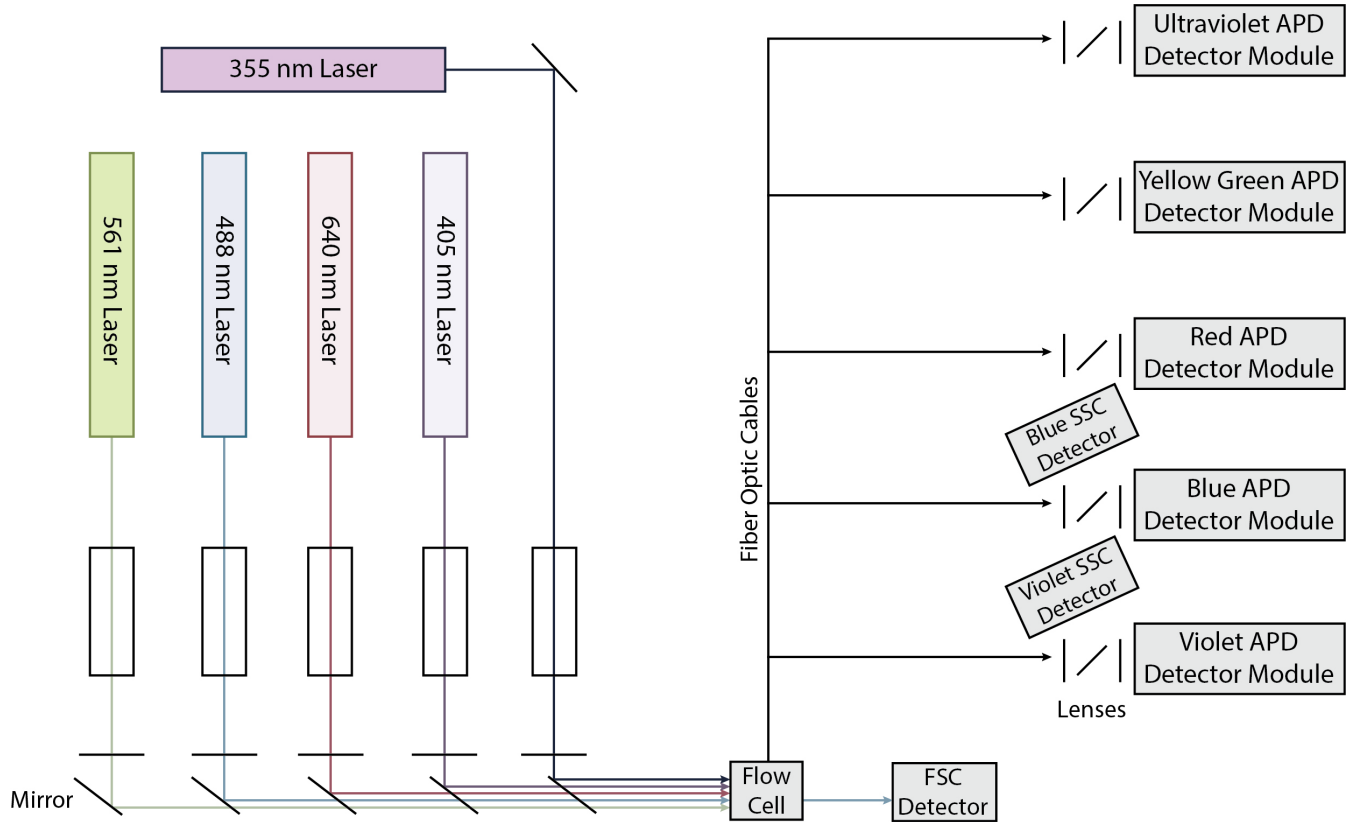 355 nm Laser
561 nm Laser
488 nm Laser
640 nm Laser
405 nm Laser
Mirror
Flow
Cell
FSC
Detector
Fiber Optic Cables
Ultraviolet APD
Detector Module
Yellow Green APD
Detector Module
Red APD
Detector Module
Blue SSC
Detector
Blue APD
Detector Module
Violet SSC
Detector
Violet APD
Detector Module
Lenses